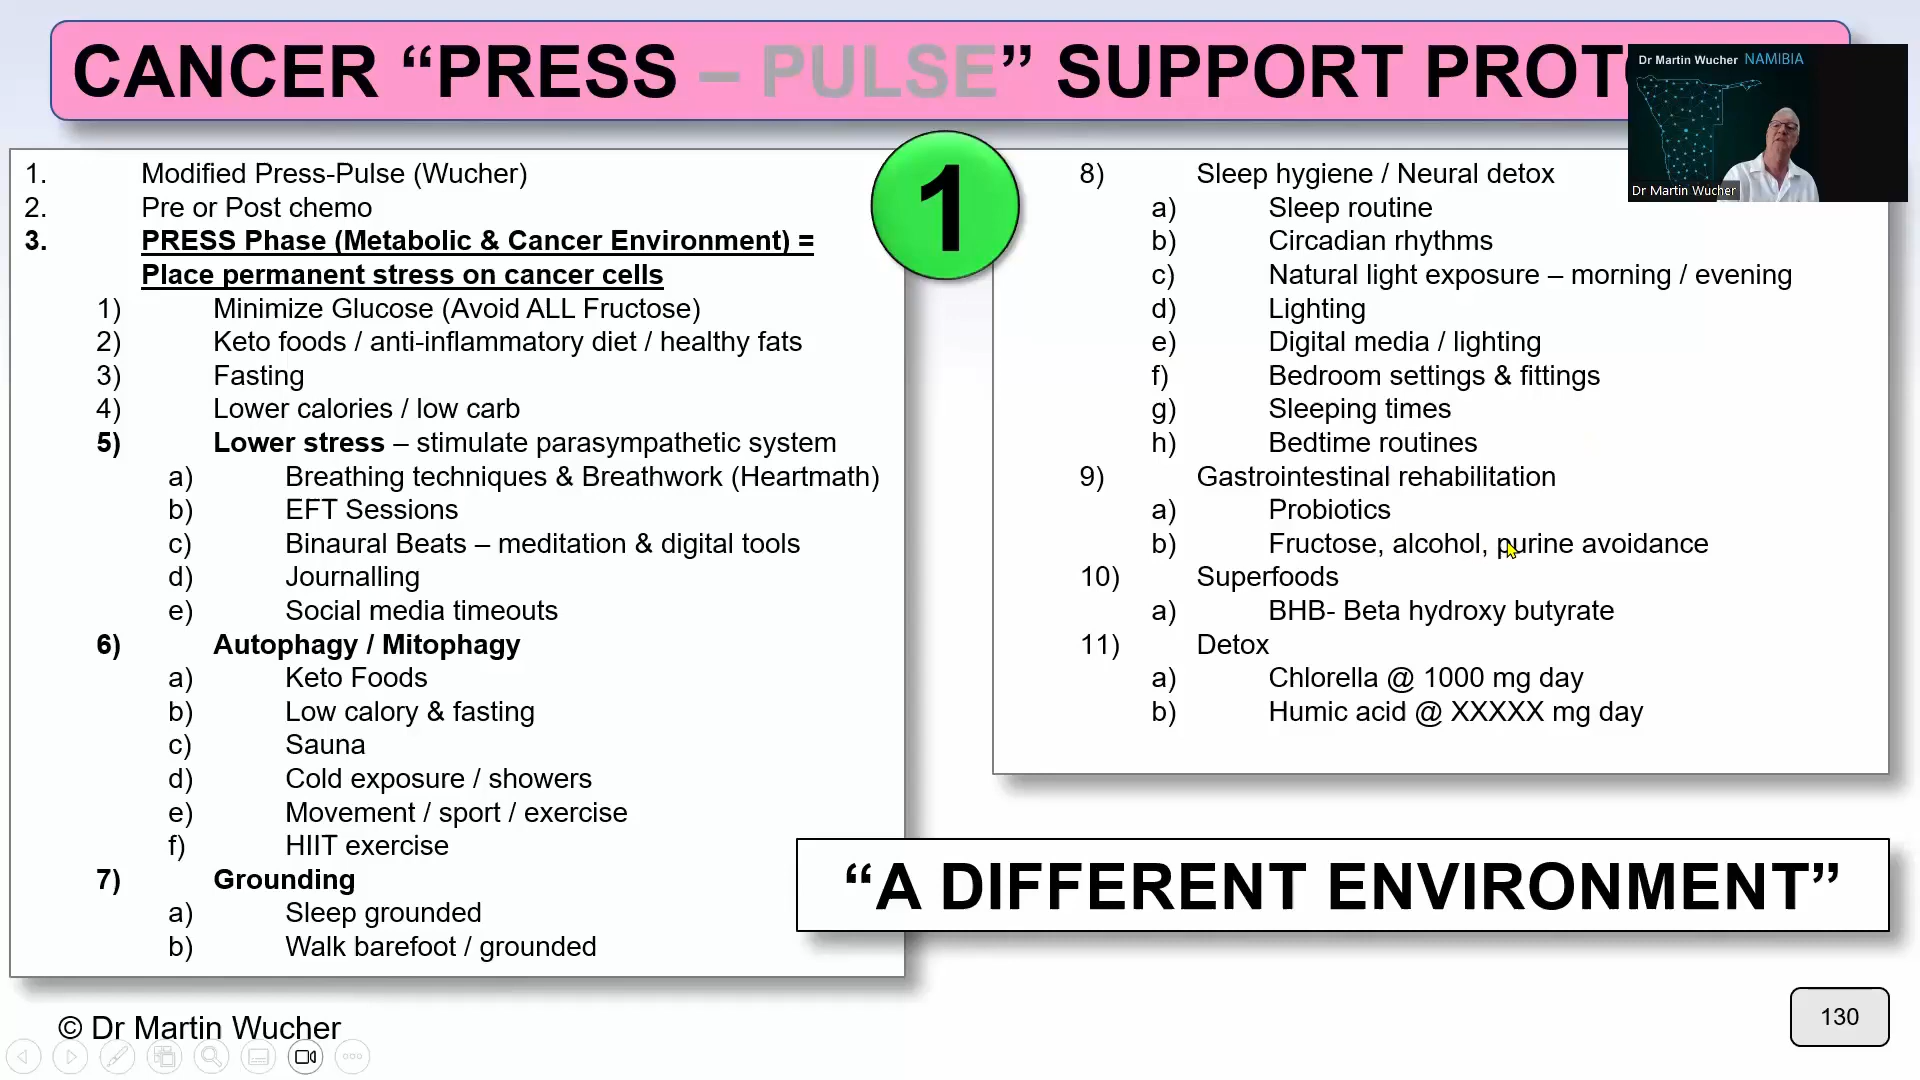 CANCER “PRESS – PULSE” SUPPORT
Dr Martin Wucher NAMIBIA
Dr Martin Wucher
1
1. Modified Press-Pulse (Wucher)
2. Pre or Post chemo
3. PRESS Phase (Metabolic & Cancer Environment) =
Place permanent stress on cancer cells
1) Minimize Glucose (Avoid ALL Fructose)
2) Keto foods / anti-inflammatory diet / healthy fats
3) Fasting
4) Lower calories / low carb
5) Lower stress – stimulate parasympathetic system
a) Breathing techniques & Breathwork (Heartmath)
b) EFT Sessions
c) Binaural Beats – meditation & digital tools
d) Journalling
e) Social media timeouts
6) Autophagy / Mitophagy
a) Keto Foods
b) Low calory & fasting
c) Sauna
d) Cold exposure / showers
e) Movement / sport / exercise
f) HIIT exercise
7) Grounding
a) Sleep grounded
b) Walk barefoot / grounded
8) Sleep hygiene / Neural detox
a) Sleep routine
b) Circadian rhythms
c) Natural light exposure – morning / evening
d) Lighting
e) Digital media / lighting
f) Bedroom settings & fittings
g) Sleeping times
h) Bedtime routines
9) Gastrointestinal rehabilitation
a) Probiotics
b) Fructose, alcohol, purine avoidance
10) Superfoods
a) BHB- Beta hydroxy butyrate
11) Detox
a) Chlorella @ 1000 mg day
b) Humic acid @ XXXXX mg day
“A DIFFERENT ENVIRONMENT”
© Dr Martin Wucher
130